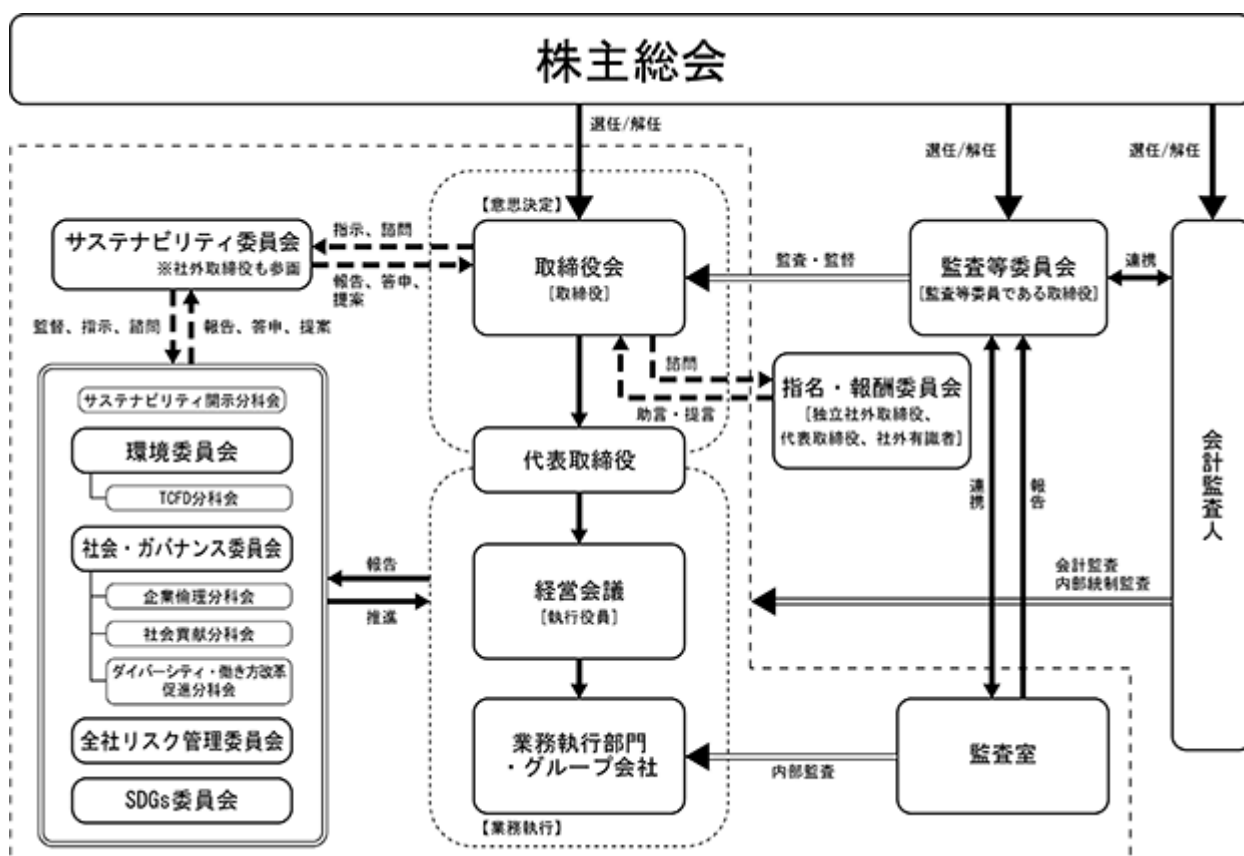 株主総会
選任/解任
選任/解任
選任/解任
【意思決定】
サステナビリティ委員会
※社外取締役も参画
指示、諮問
報告、答申、
提案
取締役会
[取締役]
監査・監督
監査等委員会
[監査等委員である取締役]
連携
監督、指示、諮問
報告、答申、提案
諮問
助言・提言
指名・報酬委員会
[独立社外取締役、
代表取締役、社外有識者]
会計監査人
サステナビリティ開示分科会
環境委員会
TCFD分科会
社会・ガバナンス委員会
企業倫理分科会
社会貢献分科会
ダイバーシティ・働き方改革
促進分科会
全社リスク管理委員会
SDGs委員会
代表取締役
報告
推進
経営会議
[執行役員]
連携
報告
会計監査
内部統制監査
業務執行部門
・グループ会社
内部監査
監査室
【業務執行】